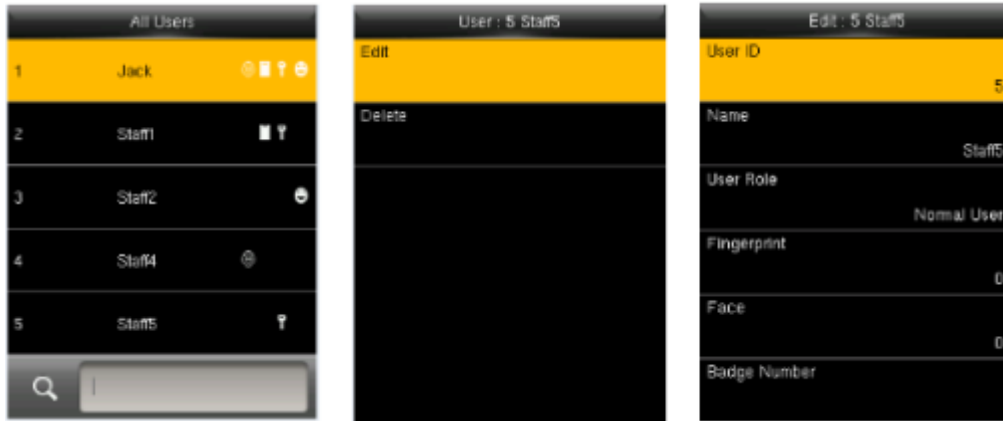 All Users
1 Jack
2 Staff1
3 Staff2
4 Staff4
5 Staff5
User : 5 Staff5
Edit
Delete
Edit : 5 Staff5
User ID
5
Name
Staff5
User Role
Normal User
Fingerprint
0
Face
0
Badge Number